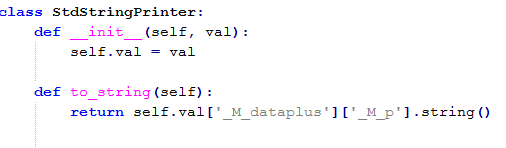 class StdStringPrinter:
    def __init__(self, val):
        self.val = val
    def to_string(self):
        return self.val['_M_dataplus']['_M_p'].string()